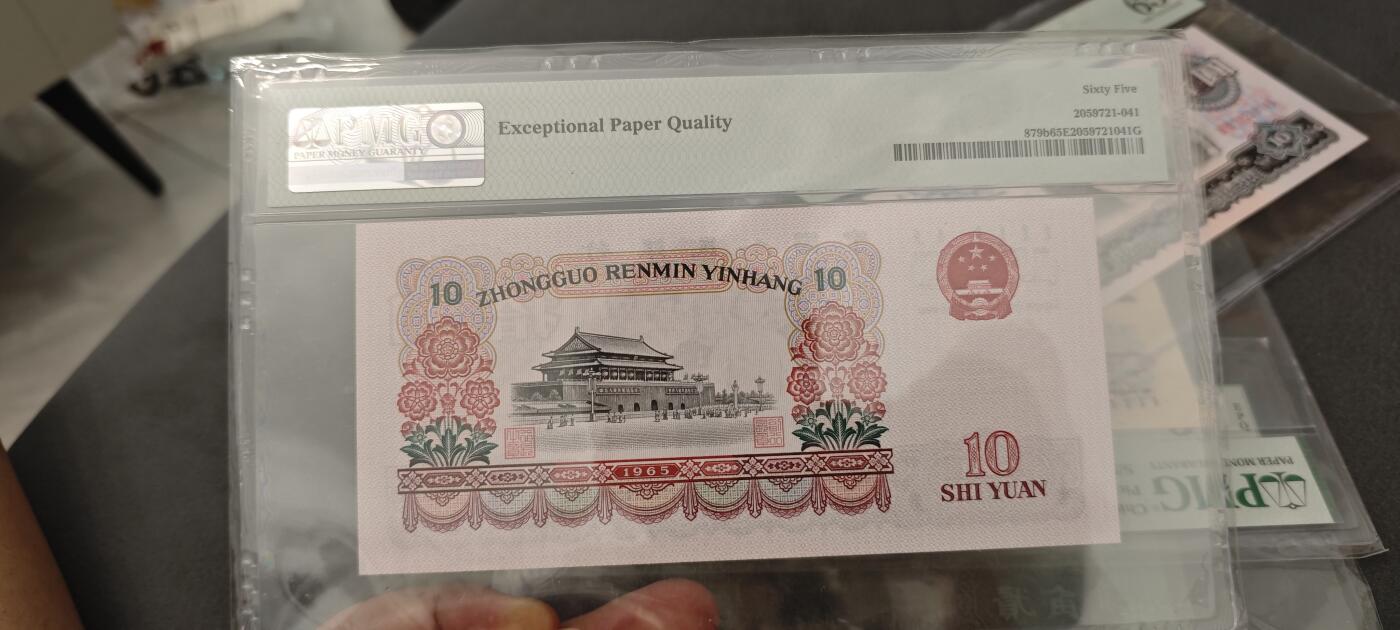 Sixty Five
PMG
PAPER MONEY GUARANTY
Exceptional Paper Quality
2059721-041
879b65E2059721041G
10 ZHONGGUO RENMIN YINHANG 10
1965
10
SHI YUAN
PMG
PAPER MONEY GUARANTY